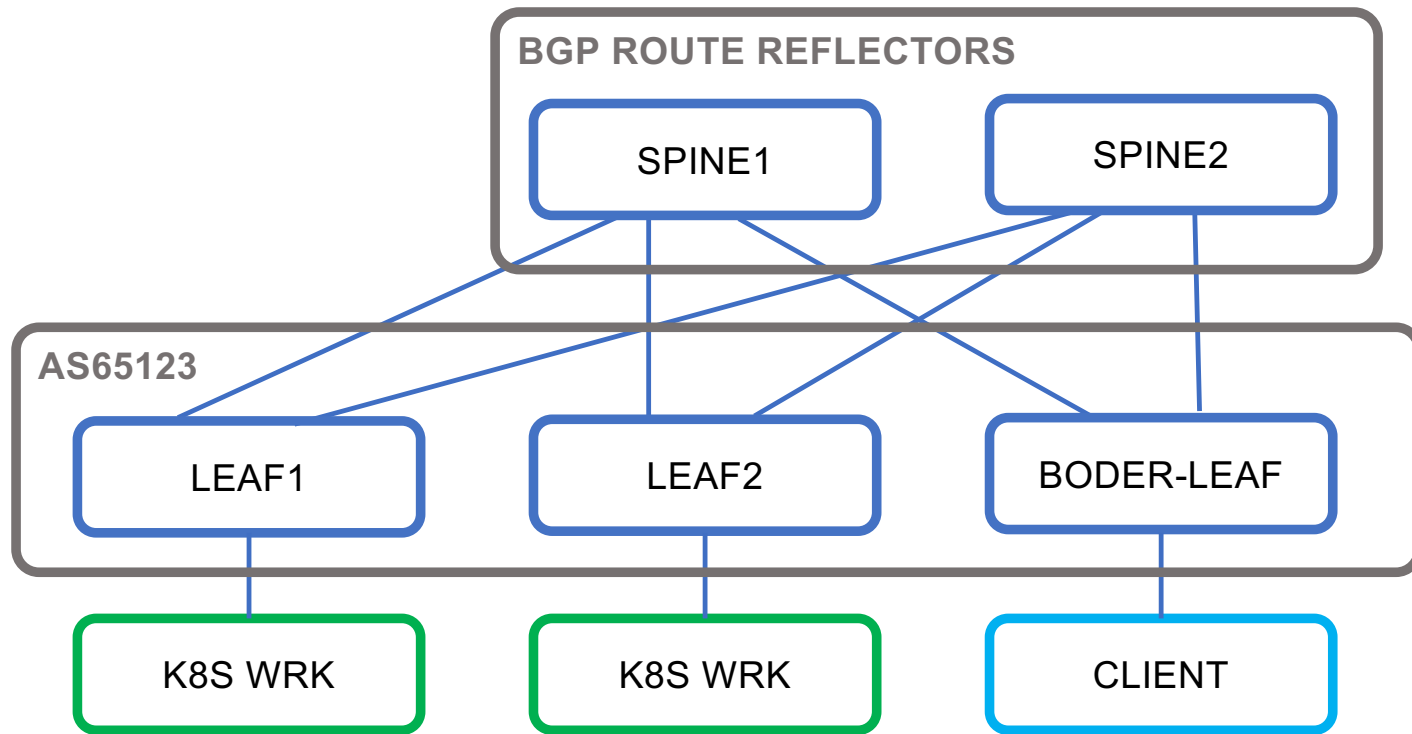 BGP ROUTE REFLECTORS
SPINE1
SPINE2
AS65123
LEAF1
LEAF2
BODER-LEAF
K8S WRK
K8S WRK
CLIENT